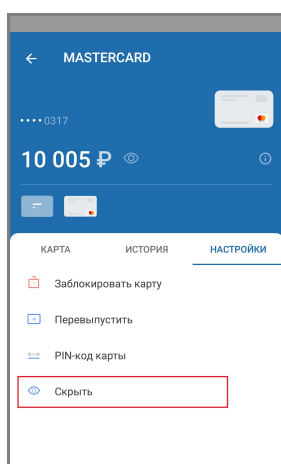 MASTERCARD
•••• 0317
10 005 ₽
КАРТА ИСТОРИЯ НАСТРОЙКИ
Заблокировать карту
Перевыпустить
PIN-код карты
Скрыть